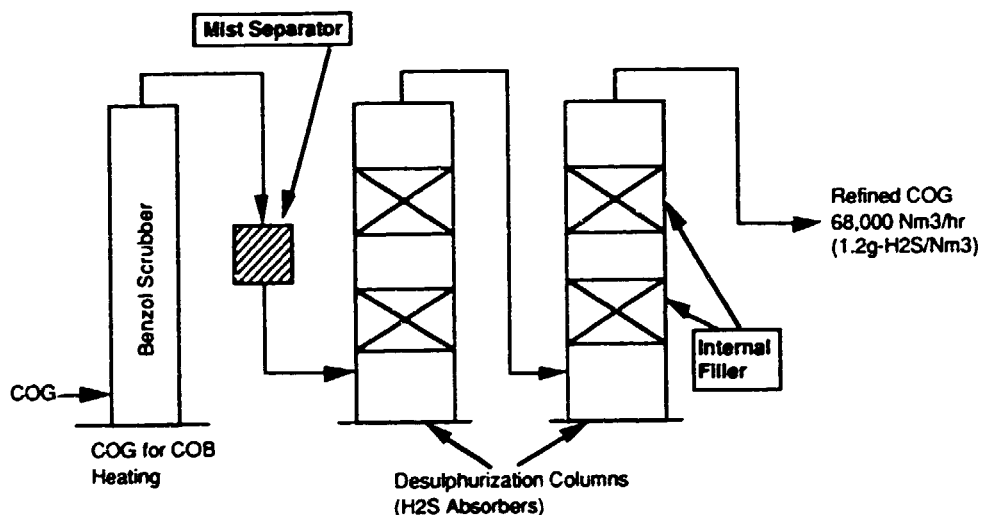 Mist Separator
Benzol Scrubber
Refined COG
68,000 Nm3/hr
(1.2g-H2S/Nm3)
Internal
Filler
COG
COG for COB
Heating
Desulphurization Columns
(H2S Absorbers)